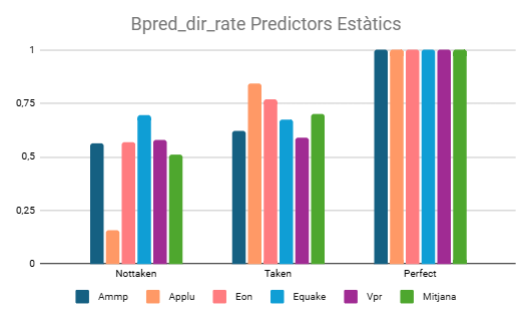 Bpred_dir_rate Predictors Estàtics
1
0,75
0,5
0,25
0
Nottaken Taken Perfect
Ammp Applu Eon Equake Vpr Mitjana